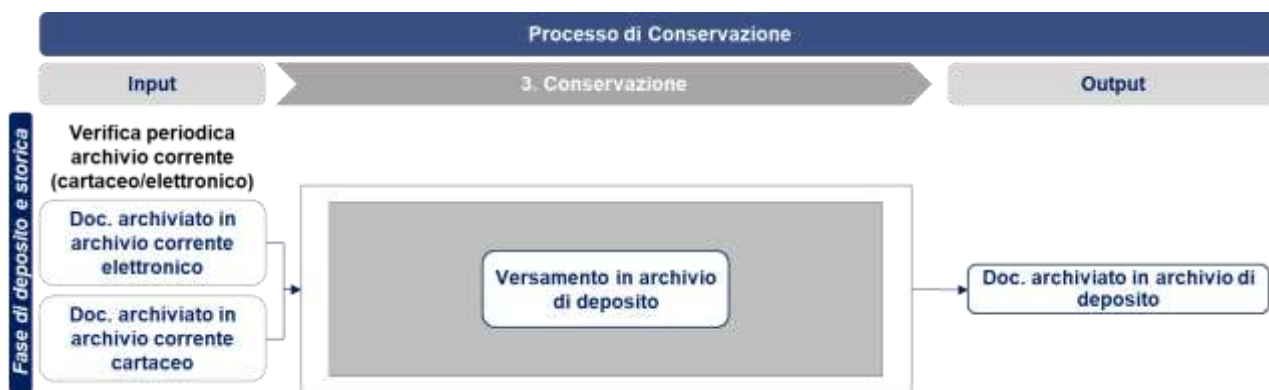 Processo di Conservazione
Input
3. Conservazione
Output
Fase di deposito e storica
Verifica periodica
archivio corrente
(cartaceo/elettronico)
Doc. archiviato in
archivio corrente
elettronico
Doc. archiviato in
archivio corrente
cartaceo
Versamento in archivio
di deposito
Doc. archiviato in archivio di
deposito